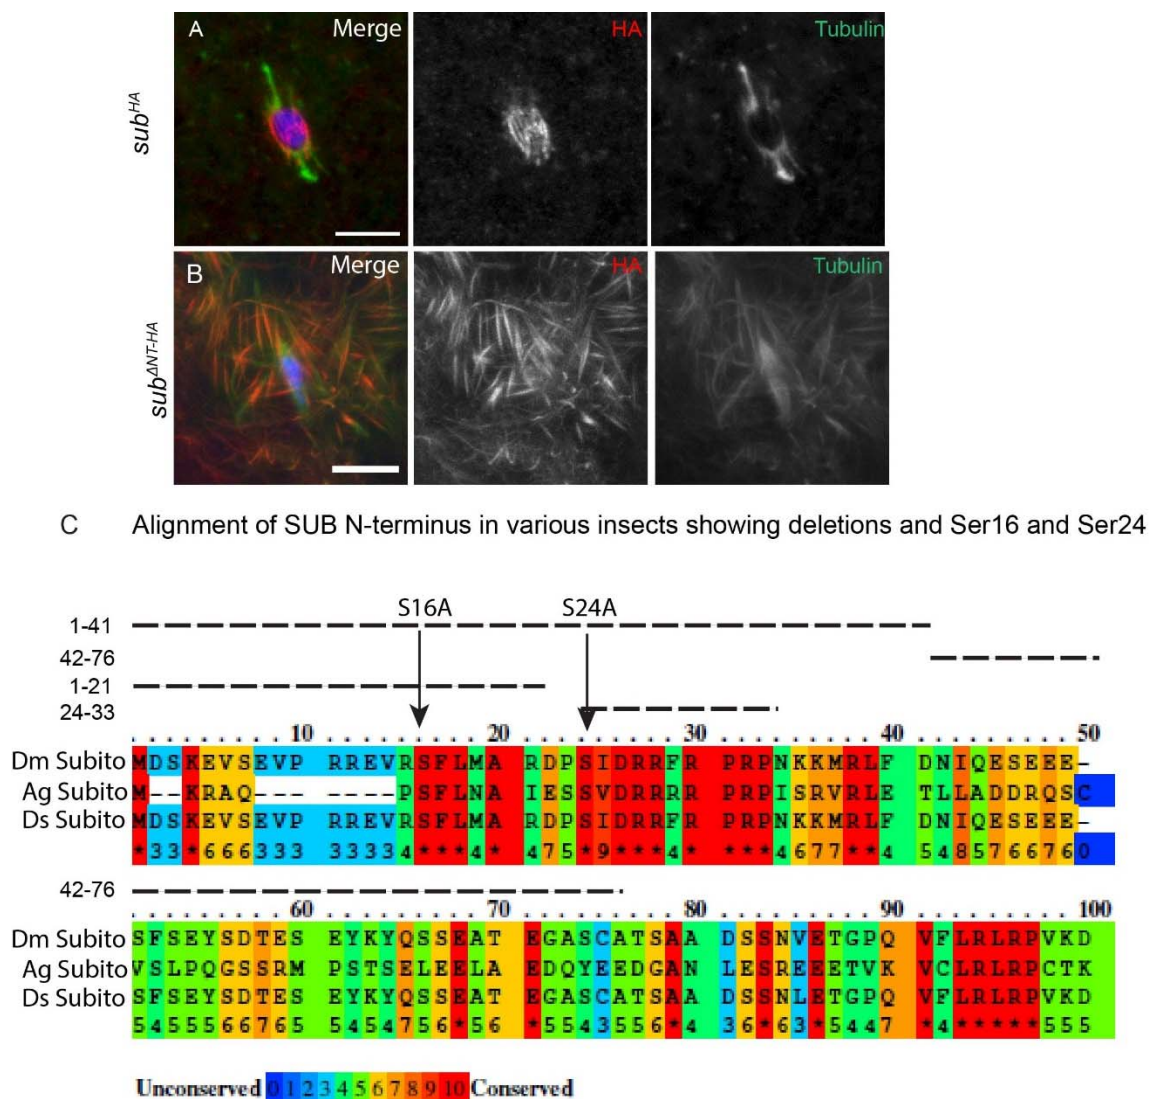 A Merge HA Tubulin
sub^HA
B Merge HA Tubulin
sub^ΔNT-HA
C Alignment of SUB N-terminus in various insects showing deletions and Ser16 and Ser24
S16A S24A
1-41
42-76
1-21
24-33
. . . . . . . . . 10 . . . . . . . . . 20 . . . . . . . . . 30 . . . . . . . . . 40 . . . . . . . . . 50
Dm Subito MDSKEVSEVP RREVRSFLMA RDPSIDRRFR PRPNKKMRLF DNIQESEEE-
Ag Subito M--KRAQ--- ----PSFLNA IESSVDRRRR PRPISRVRLE TLLADDRQSC
Ds Subito MDSKEVSEVP RREVRSFLMA RDPSIDRRFR PRPNKKMRLF DNIQESEEE-
*33*666333 33334***4* 475*9****4 ***4677**4 5485766760
42-76
. . . . . . . . . 60 . . . . . . . . . 70 . . . . . . . . . 80 . . . . . . . . . 90 . . . . . . . . . 100
Dm Subito SFSEYSDTES EYKYQSSEAT EGASCATSAA DSSNVETGPQ VFLRLRPVKD
Ag Subito VSLPQGSSRM PSTSELEELA EDQYEEDGAN LESREEETVK VCLRLRPCTK
Ds Subito SFSEYSDTES EYKYQSSEAT EGASCATSAA DSSNLETGPQ VFLRLRPVKD
5455566765 5454756*56 *5543556*4 36*63*5447 *4*****555
Unconserved 0 1 2 3 4 5 6 7 8 9 10 Conserved